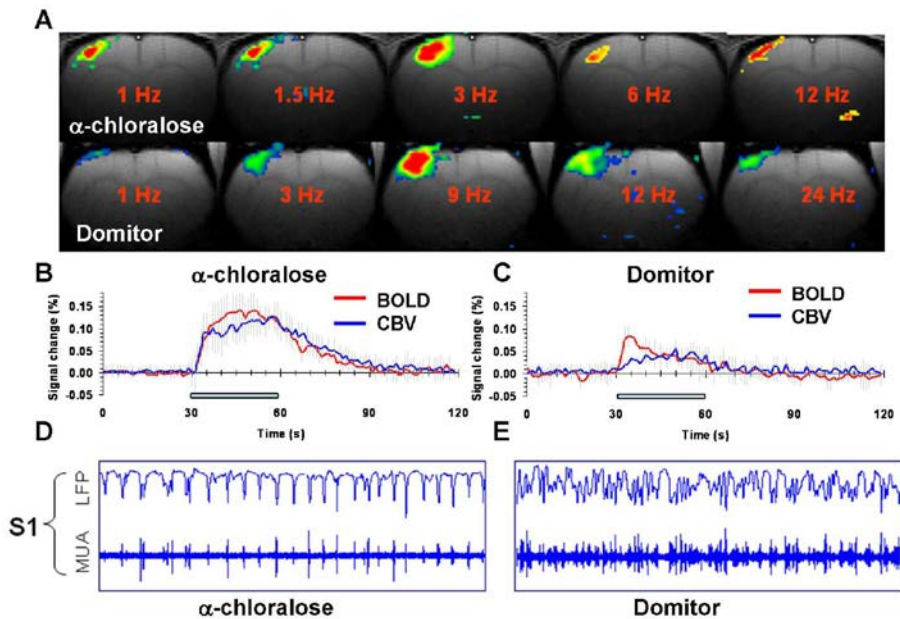 A
1 Hz 1.5 Hz 3 Hz 6 Hz 12 Hz
α-chloralose
1 Hz 3 Hz 9 Hz 12 Hz 24 Hz
Domitor
B α-chloralose
Signal change (%)
0.15
0.10
0.05
0.00
-0.05
BOLD
CBV
0 30 60 90 120
Time (s)
C Domitor
Signal change (%)
0.15
0.10
0.05
0.00
-0.05
BOLD
CBV
0 30 60 90 120
Time (s)
D
S1
LFP
MUA
α-chloralose
E
Domitor